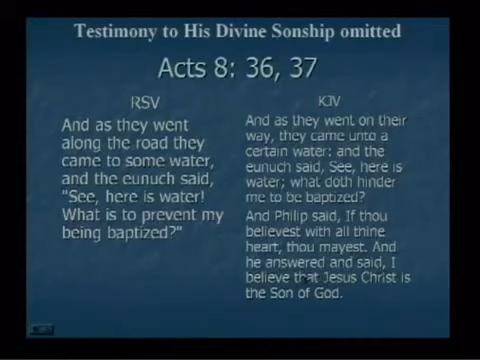 Testimony to His Divine Sonship omitted
Acts 8: 36, 37
RSV
And as they went
along the road they
came to some water,
and the eunuch said,
"See, here is water!
What is to prevent my
being baptized?"
KJV
And as they went on their
way, they came unto a
certain water: and the
eunuch said, See, here is
water; what doth hinder
me to be baptized?
And Philip said, If thou
believest with all thine
heart, thou mayest. And
he answered and said, I
believe that Jesus Christ is
the Son of God.